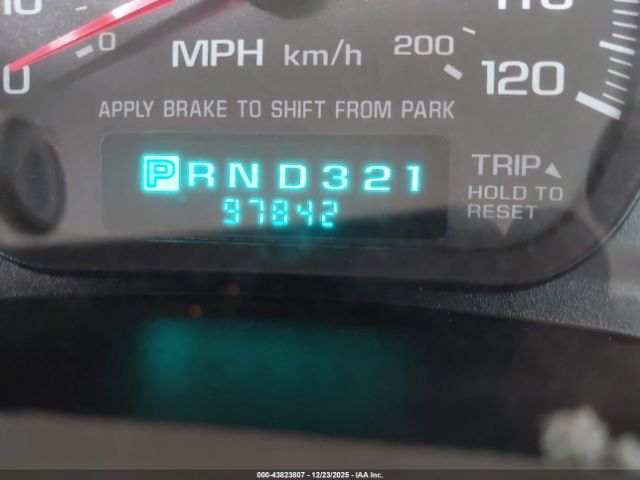 0
0
MPH km/h
200
120
APPLY BRAKE TO SHIFT FROM PARK
PRND321
97842
TRIP
HOLD TO
RESET
000-43823807 - 12/23/2025 - IAA Inc.